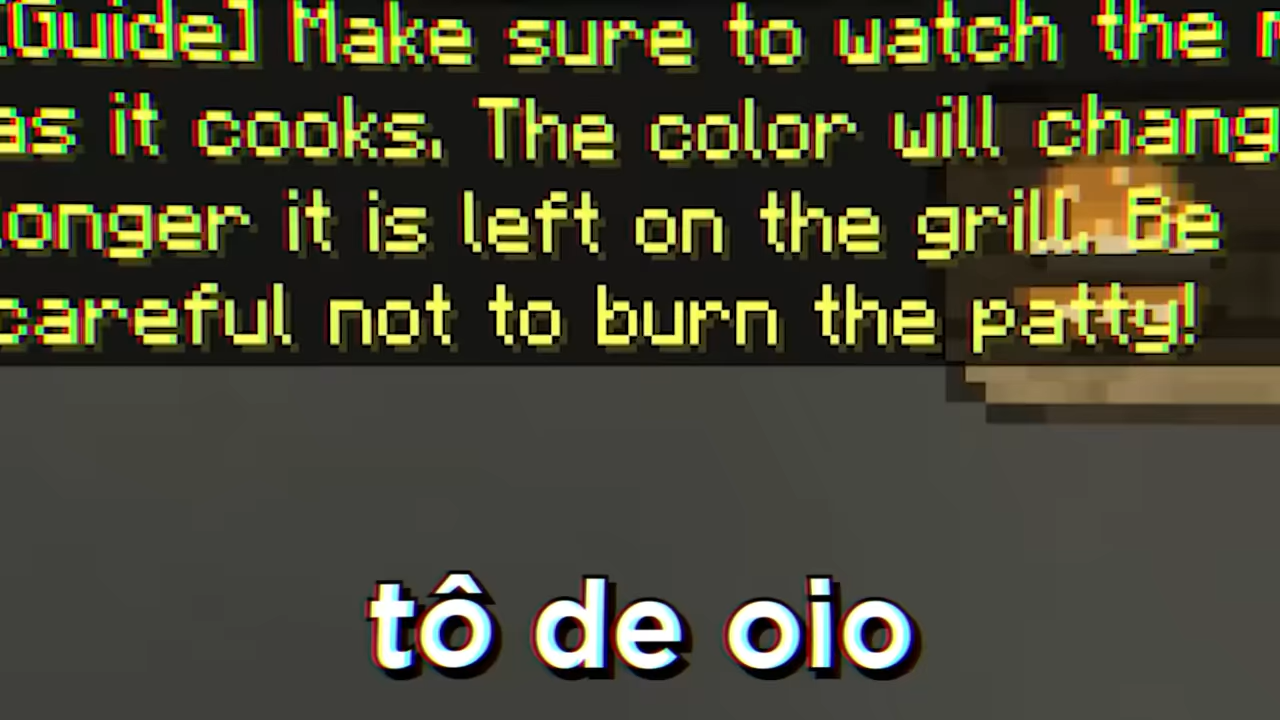 [Guide] Make sure to watch the
as it cooks. The color will chang
longer it is left on the grill. Be
careful not to burn the patty!
tô de oio